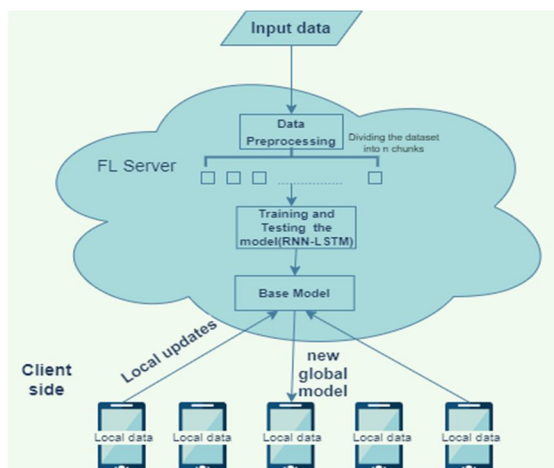 Input data
Data
Preprocessing
Dividing the dataset
into n chunks
FL Server
Training and
Testing the
model(RNN-LSTM)
Base Model
Local updates
new
global
model
Client
side
Local data
Local data
Local data
Local data
Local data